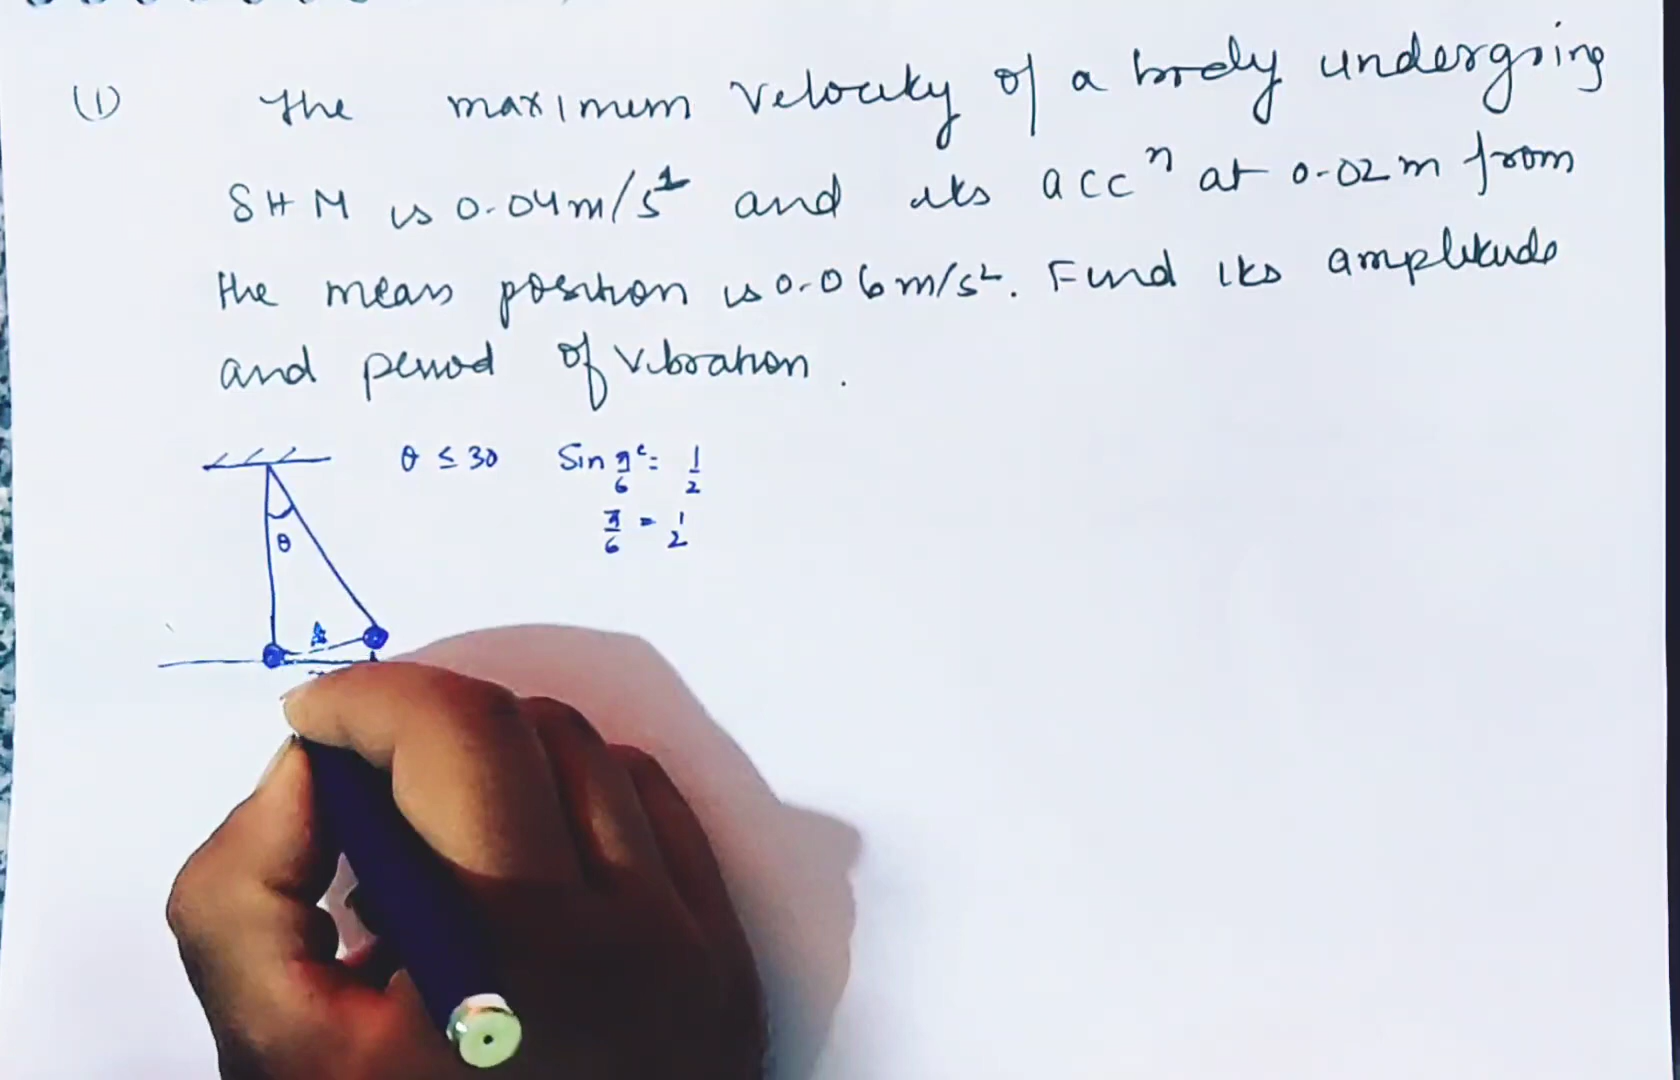 (1) The maximum velocity of a body undergoing
SHM is 0.04m/s¹ and its accⁿ at 0.02m from
the mean position is 0.06m/s². Find its amplitude
and period of vibration.
θ ≤ 30 Sin π/6ᶜ = 1/2
θ π/6 = 1/2